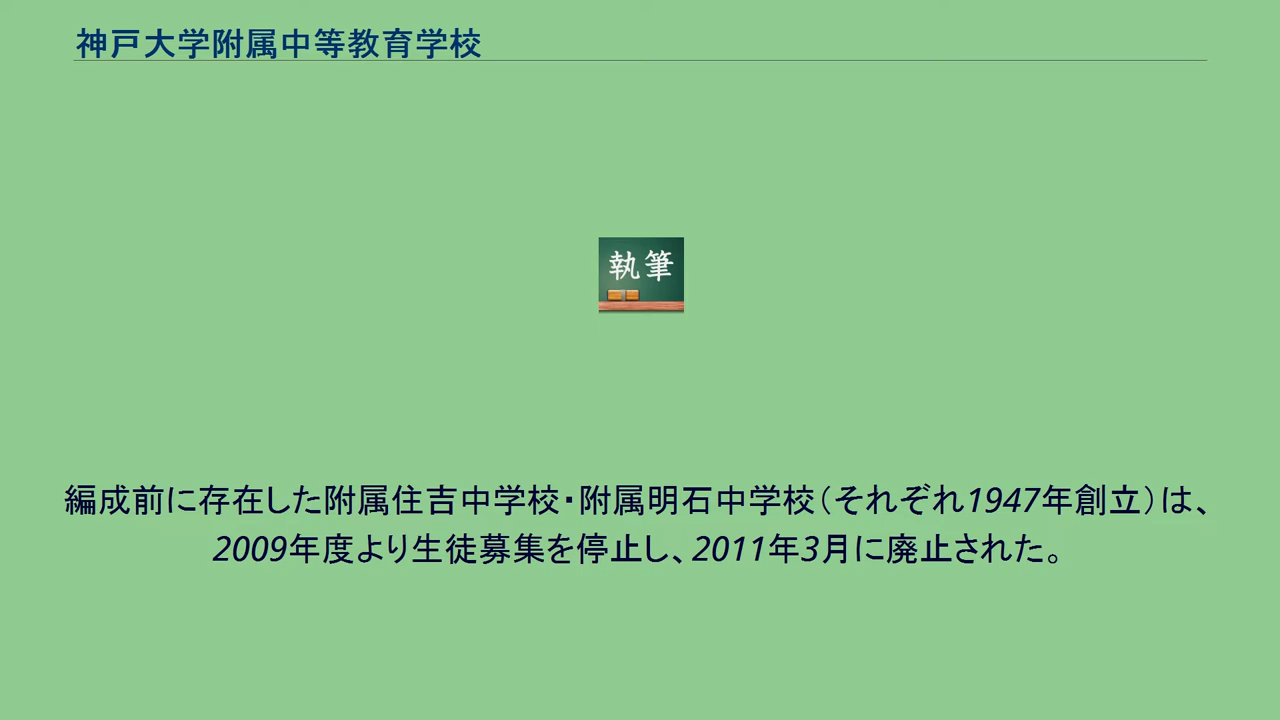 神戸大学附属中等教育学校
執筆
編成前に存在した附属住吉中学校・附属明石中学校（それぞれ1947年創立）は、
2009年度より生徒募集を停止し、2011年3月に廃止された。